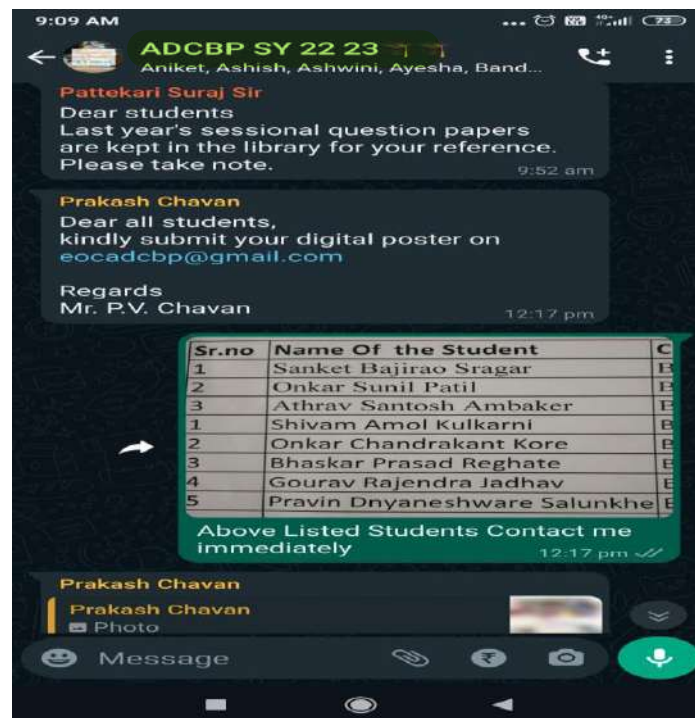 9:09 AM
73
ADCBP SY 22 23
Aniket, Ashish, Ashwini, Ayesha, Band...
Pattekari Suraj Sir
Dear students
Last year's sessional question papers
are kept in the library for your reference.
Please take note.
9:52 am
Prakash Chavan
Dear all students,
kindly submit your digital poster on
eocadcbp@gmail.com
Regards
Mr. P.V. Chavan
12:17 pm
Sr.no Name Of the Student C
1 Sanket Bajirao Sragar B
2 Onkar Sunil Patil B
3 Athrav Santosh Ambaker B
1 Shivam Amol Kulkarni B
2 Onkar Chandrakant Kore B
3 Bhaskar Prasad Reghate E
4 Gourav Rajendra Jadhav E
5 Pravin Dnyaneshware Salunkhe E
Above Listed Students Contact me
immediately
12:17 pm
Prakash Chavan
Prakash Chavan
Photo
Message
₹